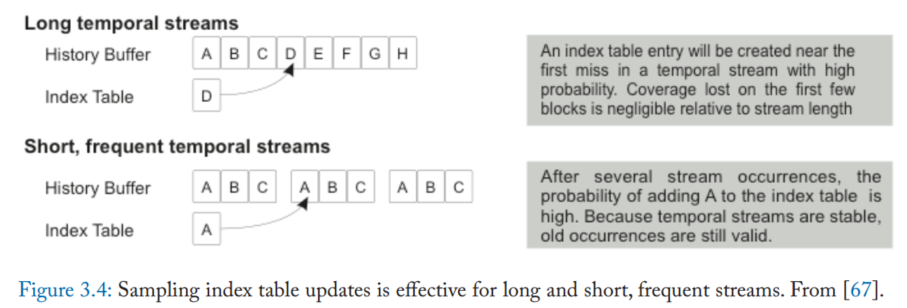 Long temporal streams
History Buffer A B C D E F G H
Index Table D
An index table entry will be created near the
first miss in a temporal stream with high
probability. Coverage lost on the first few
blocks is negligible relative to stream length
Short, frequent temporal streams
History Buffer A B C A B C A B C
Index Table A
After several stream occurrences, the
probability of adding A to the index table is
high. Because temporal streams are stable,
old occurrences are still valid.
Figure 3.4: Sampling index table updates is effective for long and short, frequent streams. From [67].